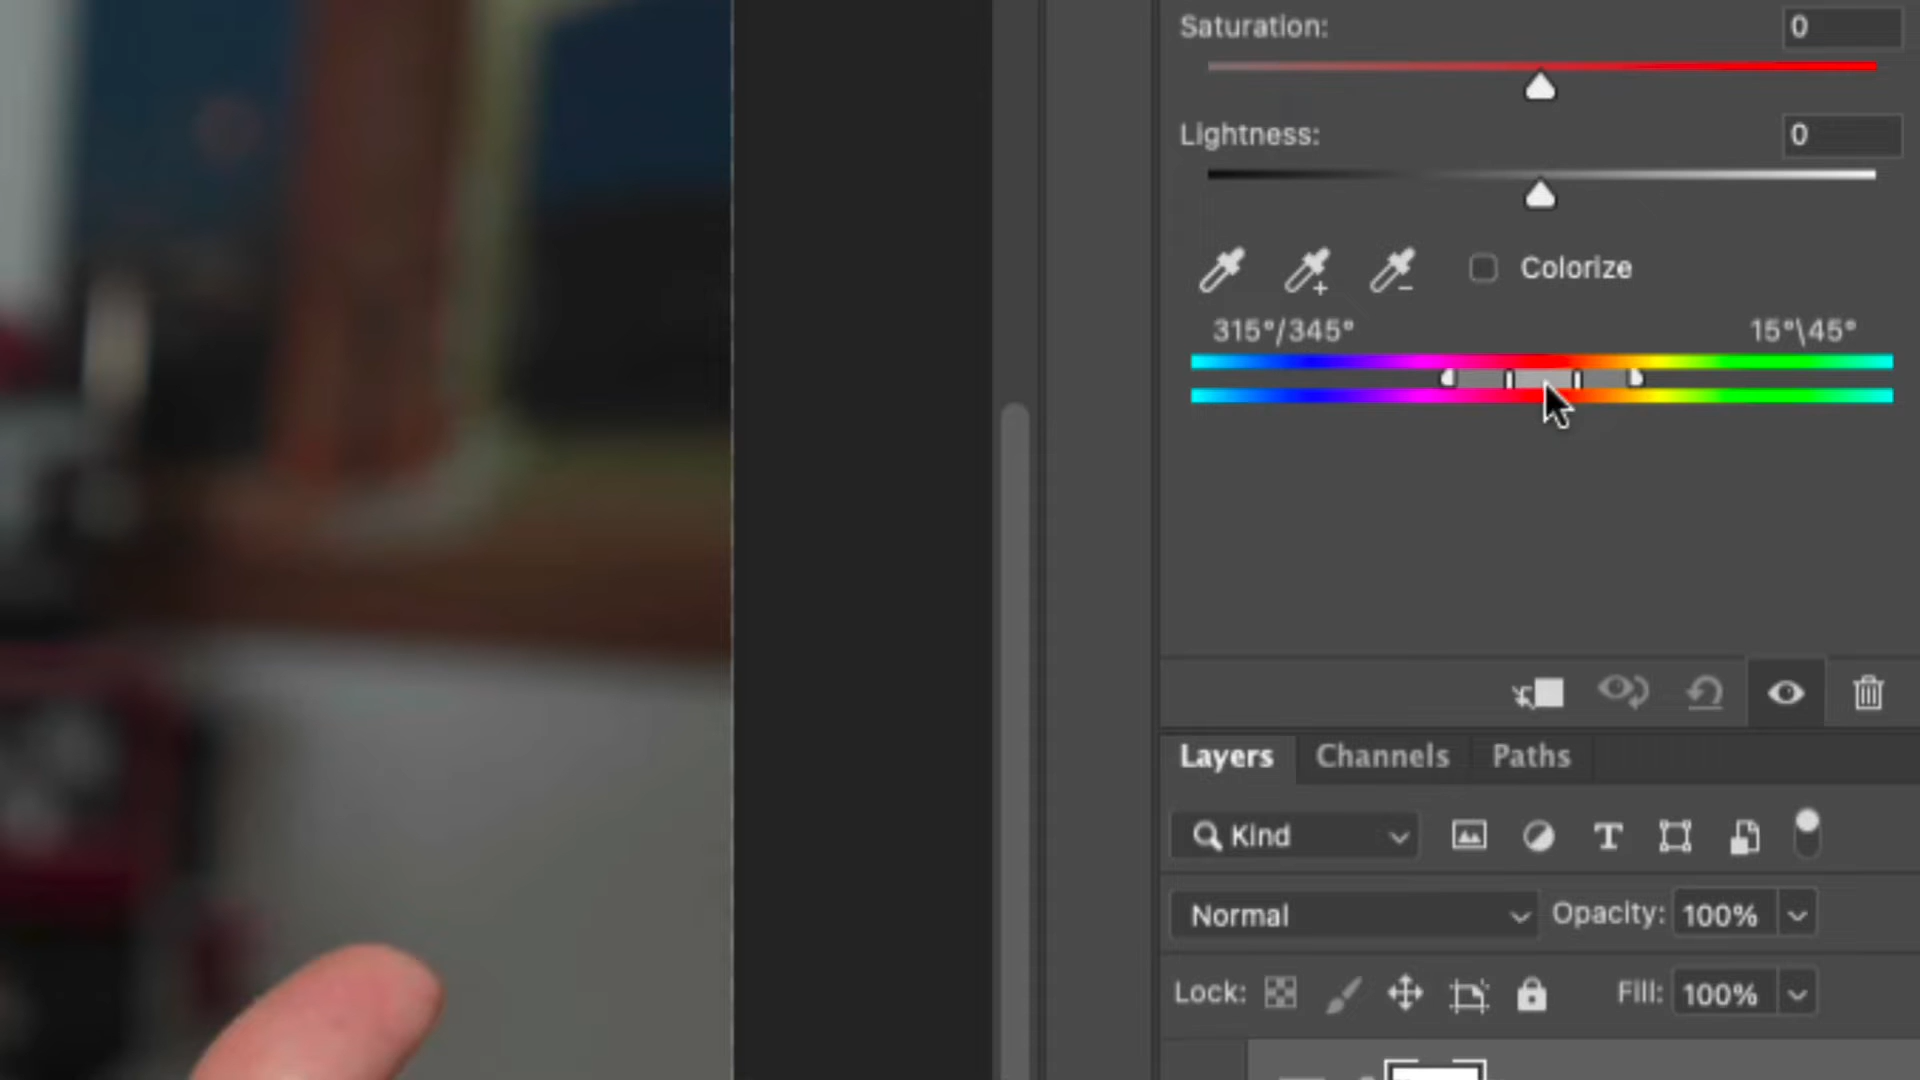 Saturation: 0
Lightness: 0
Colorize
315°/345° 15°\45°
Layers Channels Paths
Kind
Normal Opacity: 100%
Lock: Fill: 100%